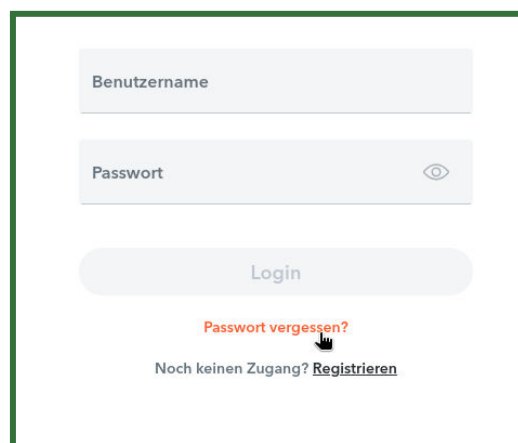 Benutzername
Passwort
Login
Passwort vergessen?
Noch keinen Zugang? Registrieren